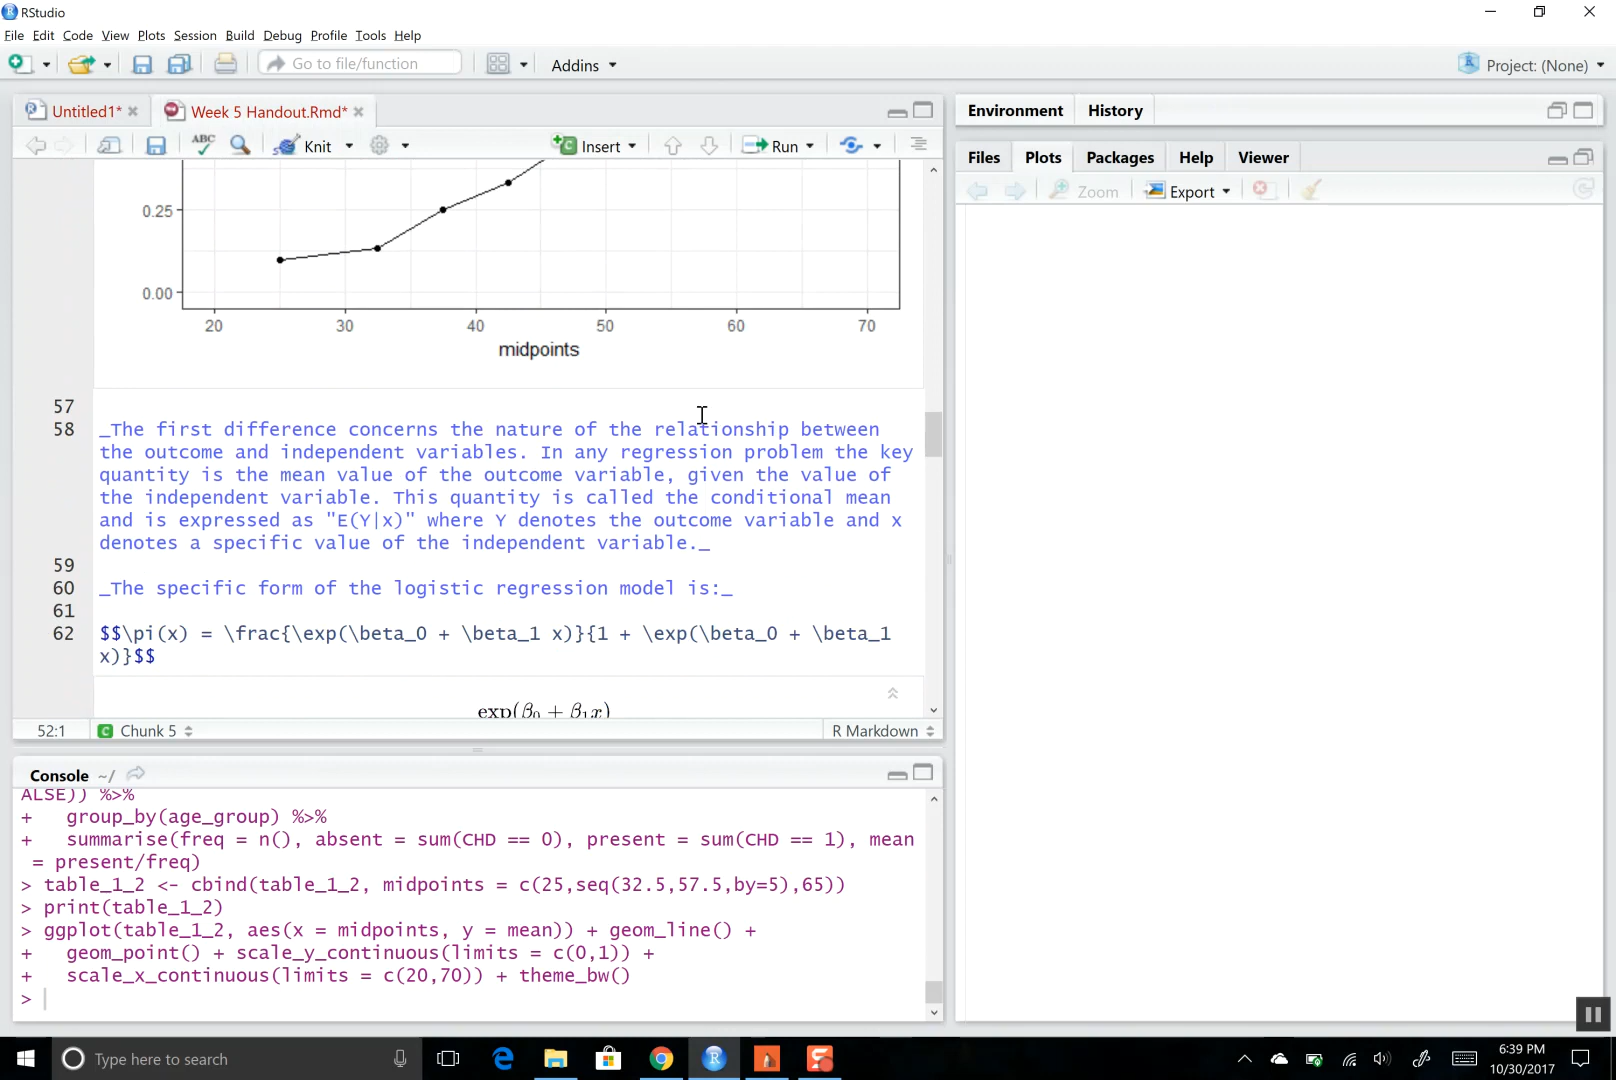 RStudio
File Edit Code View Plots Session Build Debug Profile Tools Help
Go to file/function
Addins
Project: (None)
Untitled1*
Week 5 Handout.Rmd*
ABC
Knit
Insert
Run
0.25
0.00
20 30 40 50 60 70
midpoints
57
58 _The first difference concerns the nature of the relationship between
the outcome and independent variables. In any regression problem the key
quantity is the mean value of the outcome variable, given the value of
the independent variable. This quantity is called the conditional mean
and is expressed as "E(Y|x)" where Y denotes the outcome variable and x
denotes a specific value of the independent variable._
59
60 _The specific form of the logistic regression model is:_
61
62 $$\pi(x) = \frac{\exp(\beta_0 + \beta_1 x)}{1 + \exp(\beta_0 + \beta_1
x)}$$
exp(β₀ + β₁x)
52:1
C Chunk 5
R Markdown
Console ~/
ALSE)) %>%
+   group_by(age_group) %>%
+   summarise(freq = n(), absent = sum(CHD == 0), present = sum(CHD == 1), mean
= present/freq)
> table_1_2 <- cbind(table_1_2, midpoints = c(25,seq(32.5,57.5,by=5),65))
> print(table_1_2)
> ggplot(table_1_2, aes(x = midpoints, y = mean)) + geom_line() +
+   geom_point() + scale_y_continuous(limits = c(0,1)) +
+   scale_x_continuous(limits = c(20,70)) + theme_bw()
>
Environment History
Files Plots Packages Help Viewer
Zoom
Export
Type here to search
6:39 PM
10/30/2017